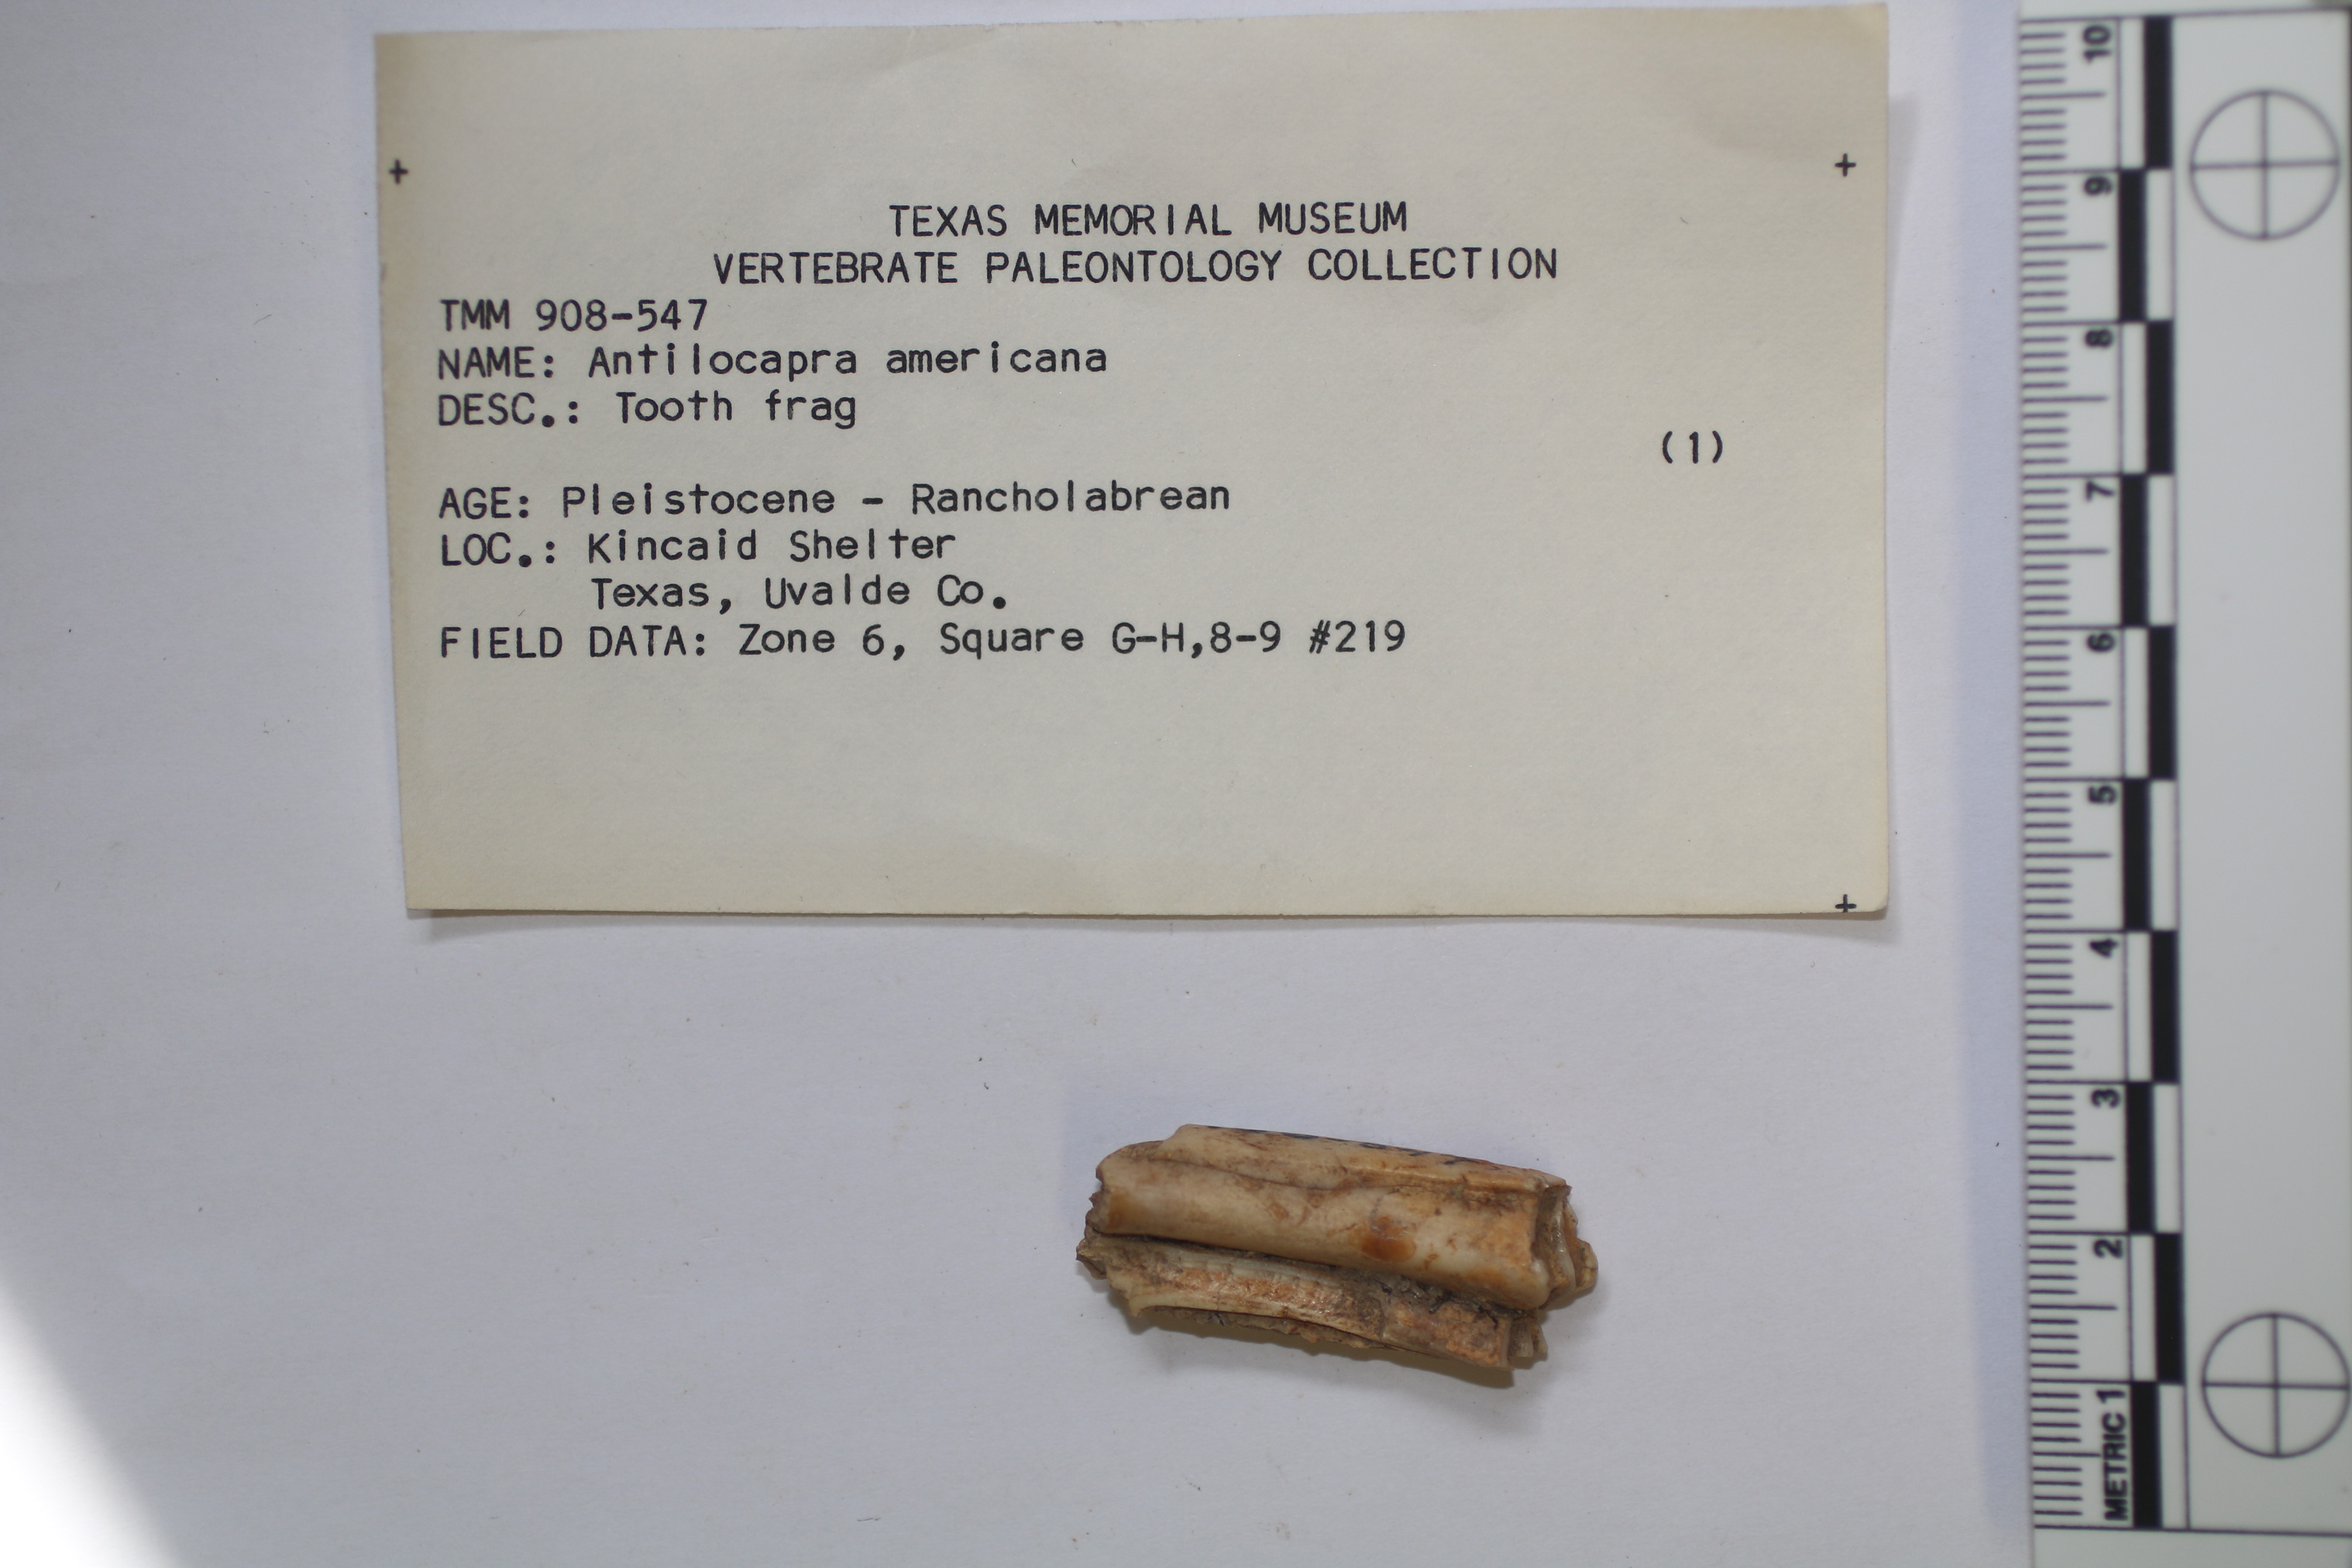 TEXAS MEMORIAL MUSEUM
VERTEBRATE PALEONTOLOGY COLLECTION
TMM 908-547
NAME: Antilocapra americana
DESC.: Tooth frag
(1)
AGE: Pleistocene - Rancholabrean
LOC.: Kincaid Shelter
Texas, Uvalde Co.
FIELD DATA: Zone 6, Square G-H,8-9 #219
10
9
8
7
6
5
4
3
2
METRIC 1